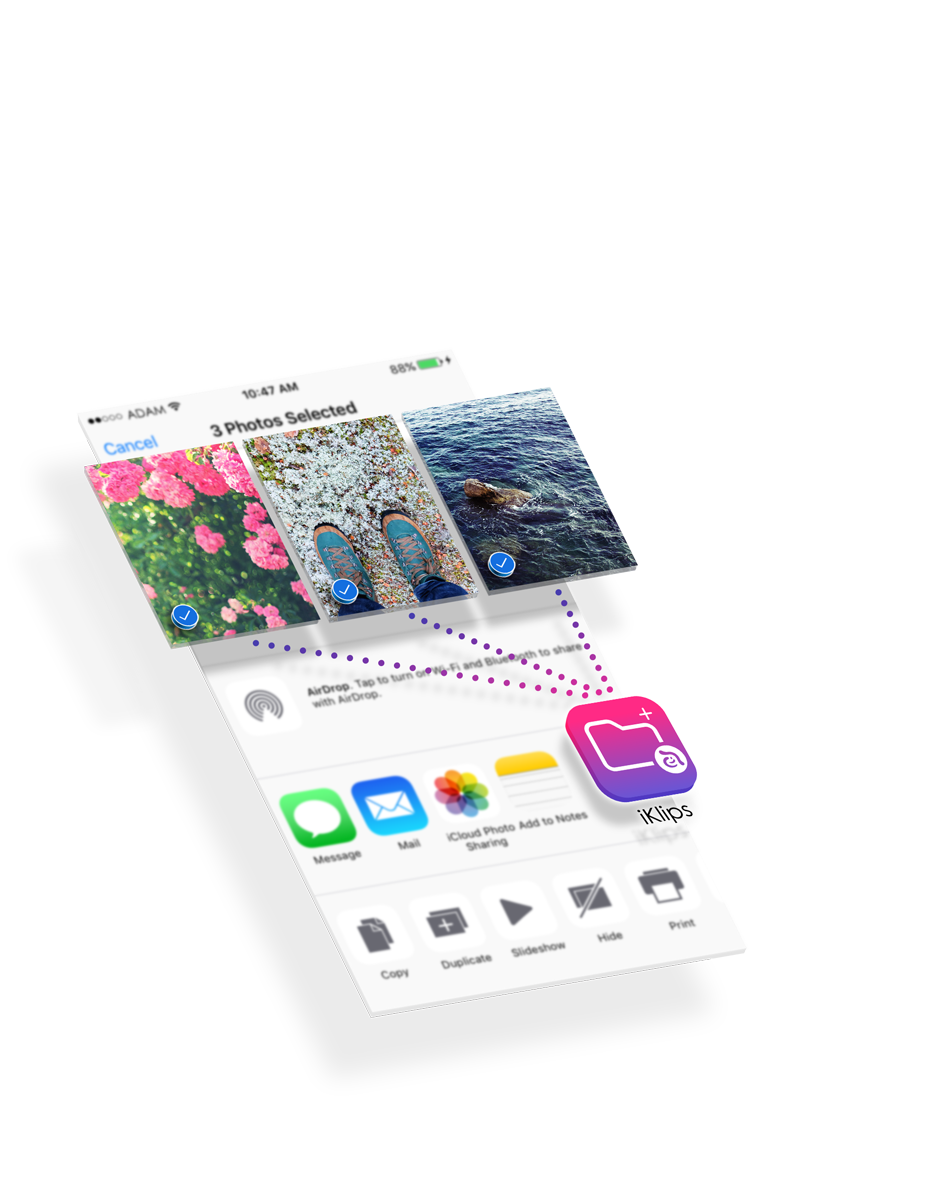 ADAM 10:47 AM 88%
Cancel 3 Photos Selected
AirDrop. Tap to turn on Wi-Fi and Bluetooth to share
with AirDrop.
Message Mail iCloud Photo Sharing Add to Notes iKlips
Copy Duplicate Slideshow Hide Print